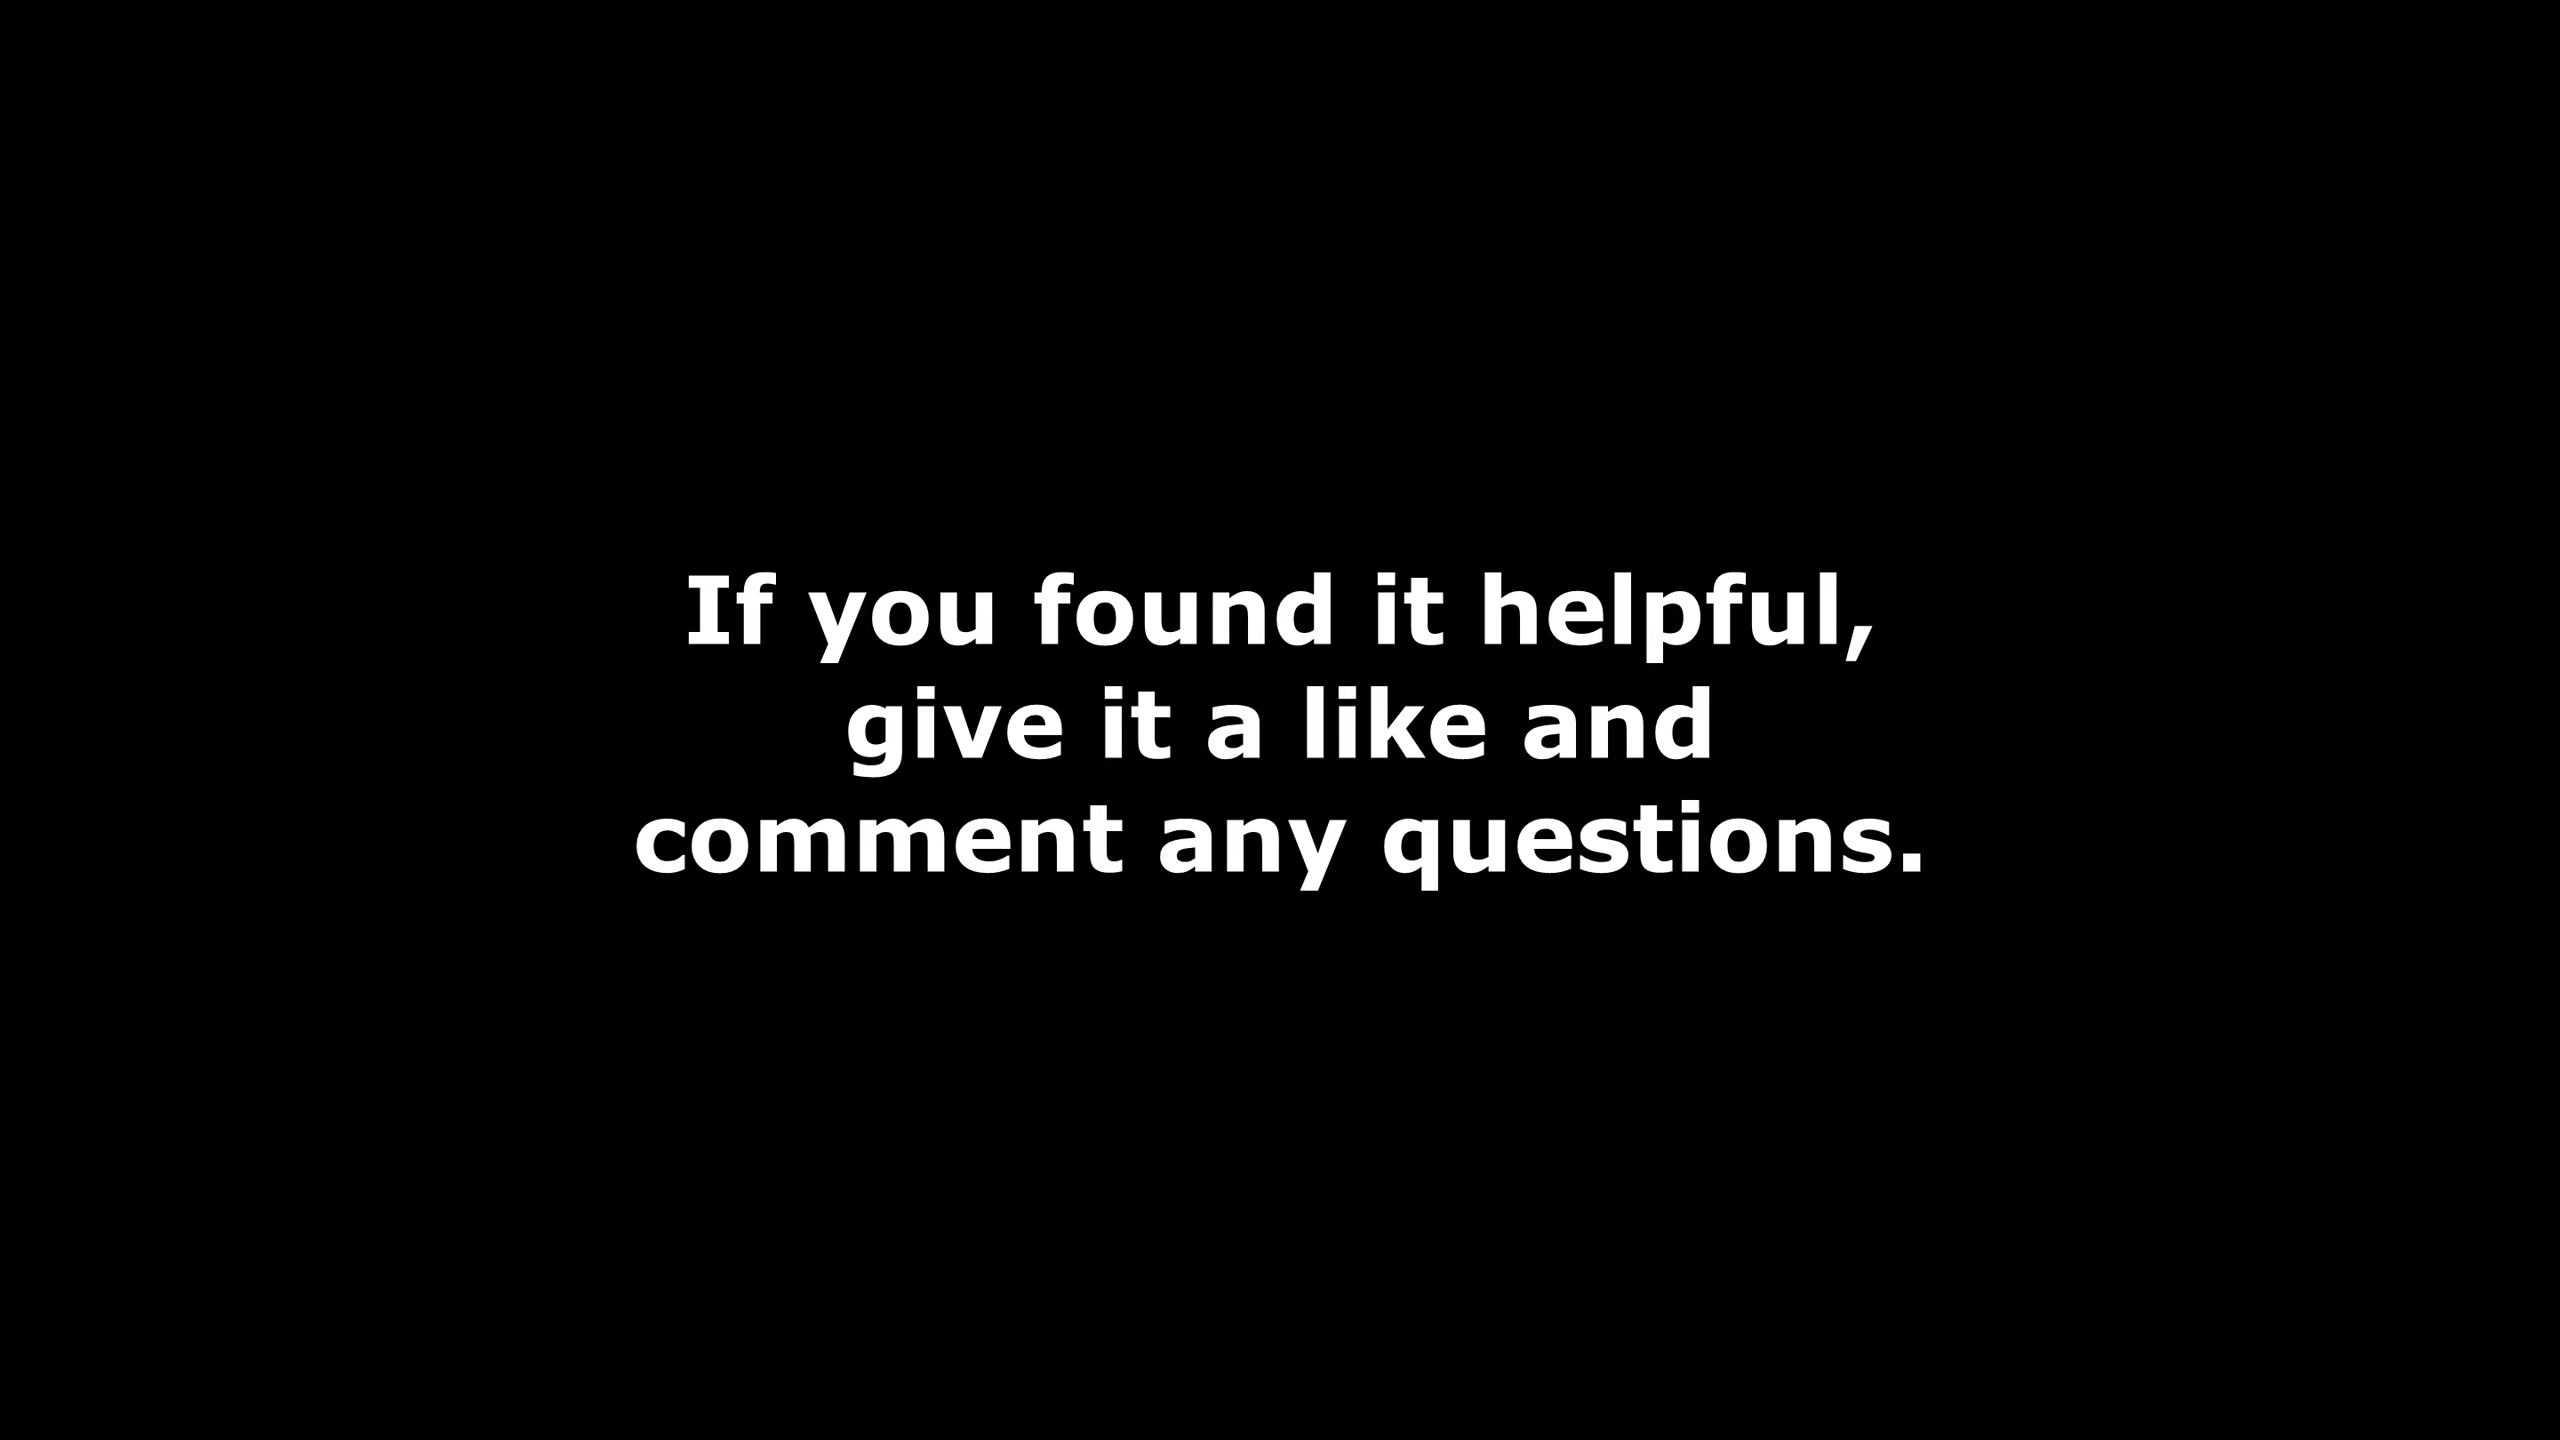 If you found it helpful,
give it a like and
comment any questions.